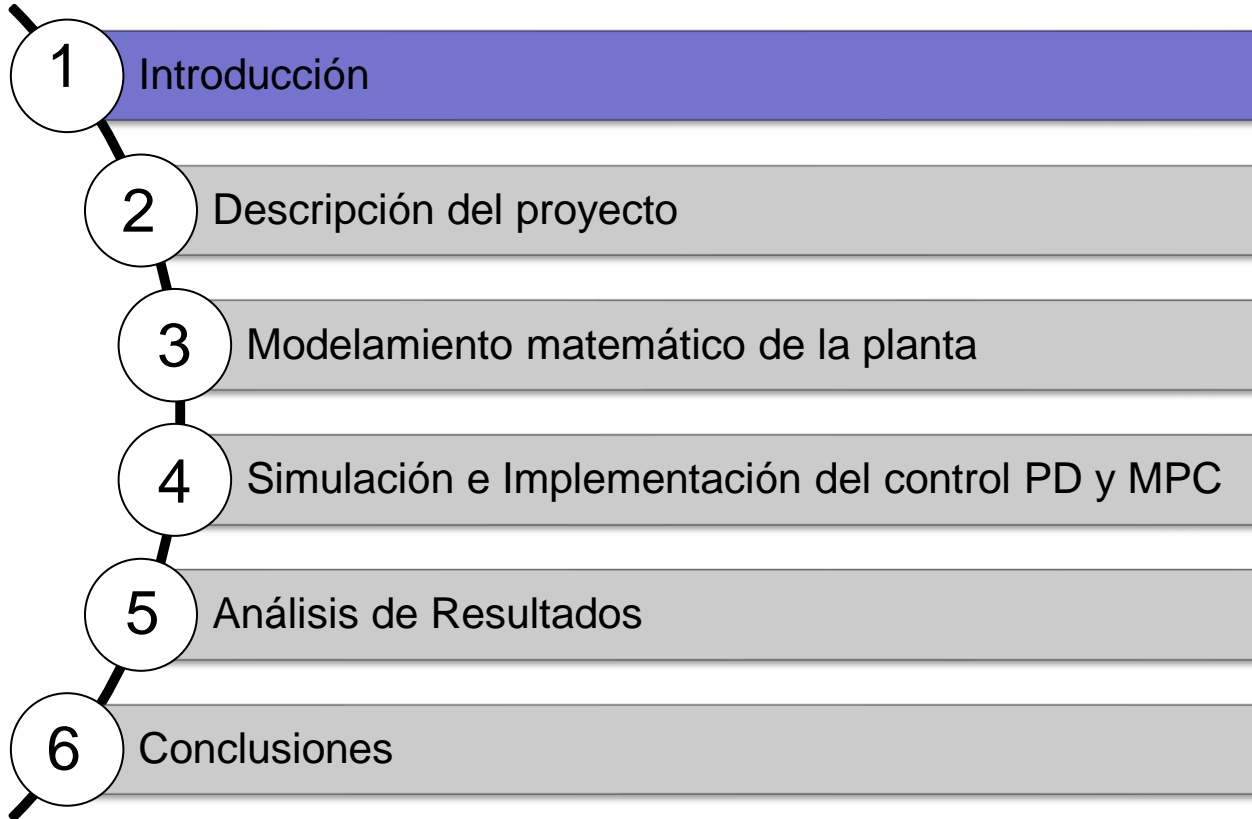 1 Introducción
2 Descripción del proyecto
3 Modelamiento matemático de la planta
4 Simulación e Implementación del control PD y MPC
5 Análisis de Resultados
6 Conclusiones